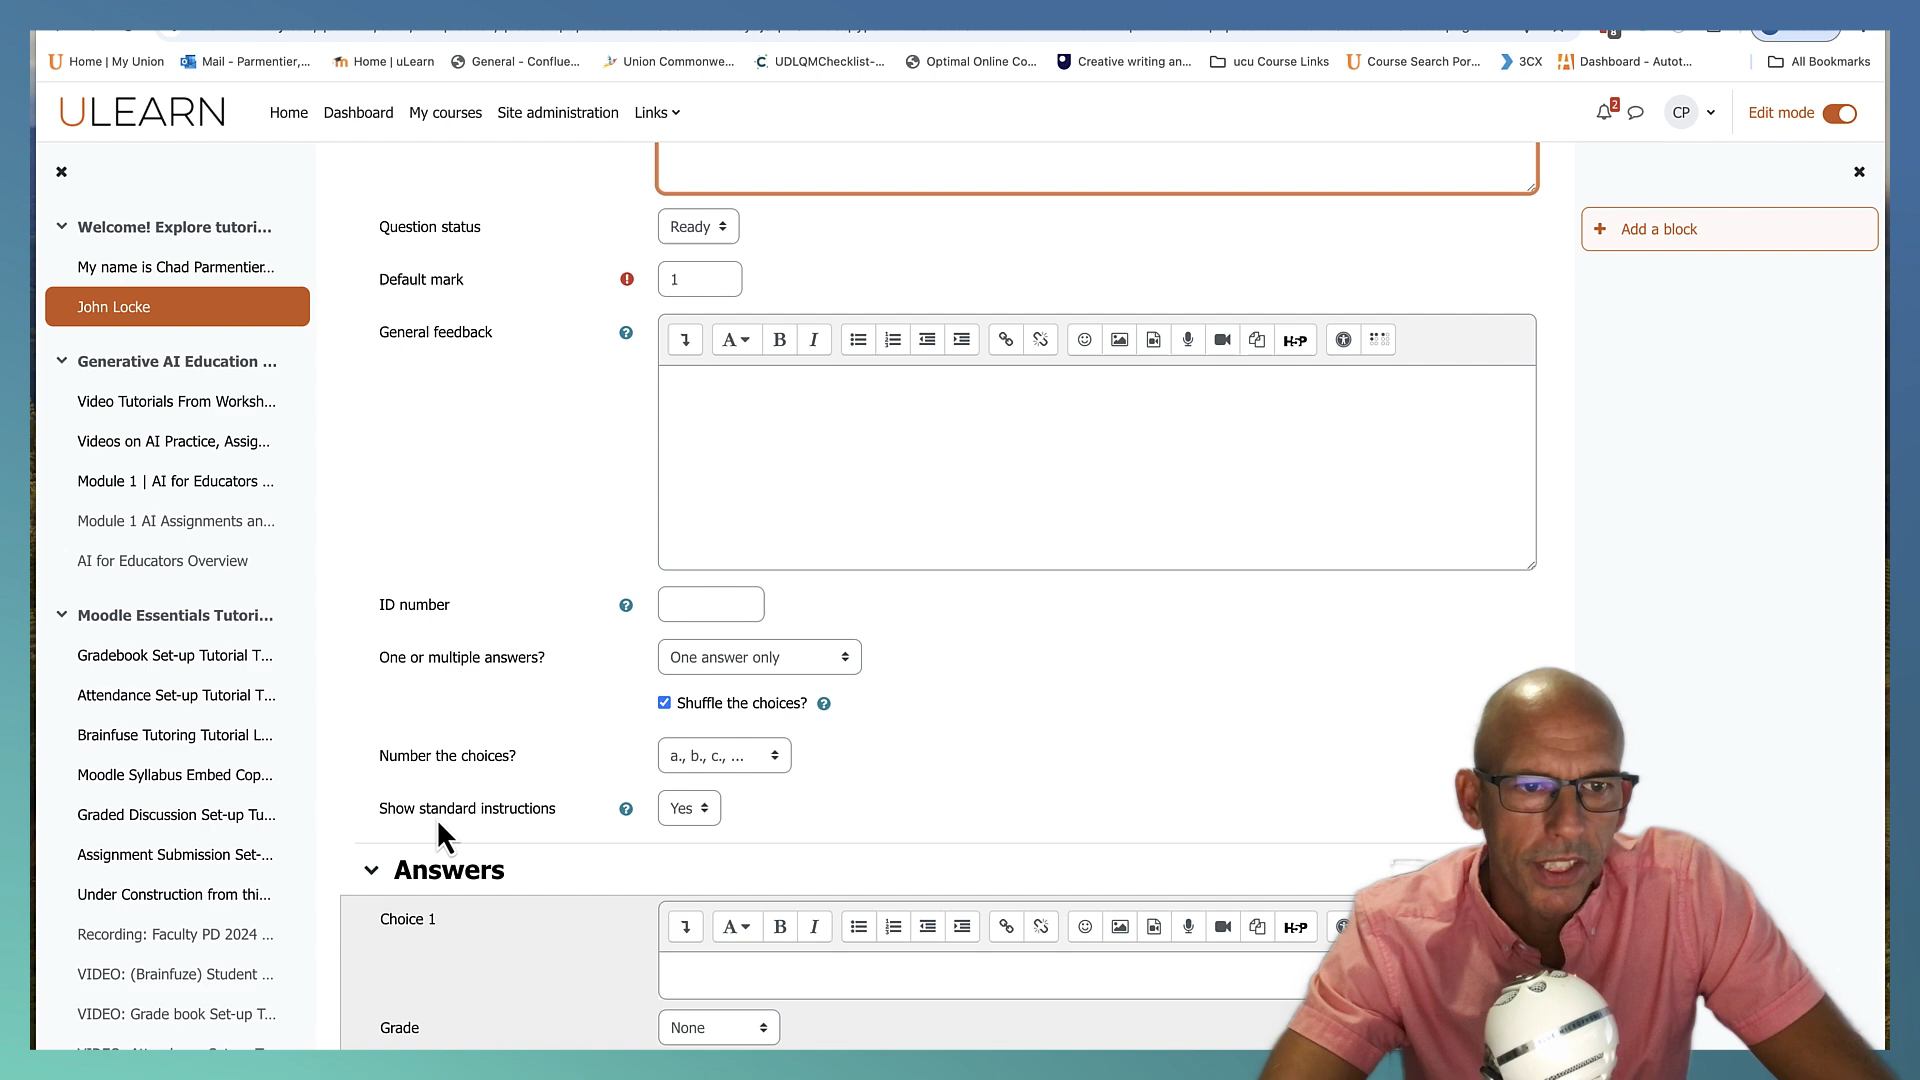 Home | My Union
Mail - Parmentier,...
Home | uLearn
General - Conflue...
Union Commonwe...
UDLQMChecklist-...
Optimal Online Co...
Creative writing an...
ucu Course Links
Course Search Por...
3CX
Dashboard - Autot...
All Bookmarks
ULEARN
Home
Dashboard
My courses
Site administration
Links
2
CP
Edit mode
Welcome! Explore tutori...
My name is Chad Parmentier...
John Locke
Generative AI Education ...
Video Tutorials From Worksh...
Videos on AI Practice, Assig...
Module 1 | AI for Educators ...
Module 1 AI Assignments an...
AI for Educators Overview
Moodle Essentials Tutori...
Gradebook Set-up Tutorial T...
Attendance Set-up Tutorial T...
Brainfuse Tutoring Tutorial L...
Moodle Syllabus Embed Cop...
Graded Discussion Set-up Tu...
Assignment Submission Set-...
Under Construction from thi...
Recording: Faculty PD 2024 ...
VIDEO: (Brainfuze) Student ...
VIDEO: Grade book Set-up T...
Question status
Ready
Default mark
1
General feedback
A
B
I
H-P
ID number
One or multiple answers?
One answer only
Shuffle the choices?
Number the choices?
a., b., c., ...
Show standard instructions
Yes
Answers
Choice 1
A
B
I
H-P
Grade
None
Add a block